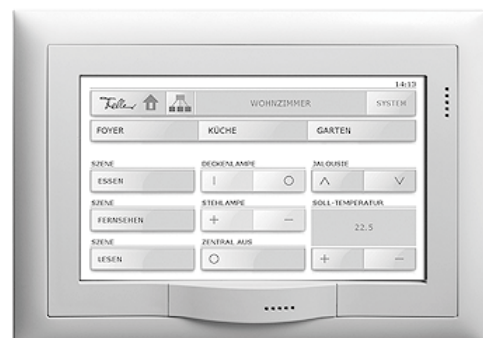 14:19
Feller WOHNZIMMER SYSTEM
FOYER KÜCHE GARTEN
SZENE DECKENLAMPE JALOUSIE
ESSEN I O
SZENE STEHLAMPE SOLL-TEMPERATUR
FERNSEHEN + − 22.5
SZENE ZENTRAL AUS
LESEN O + −